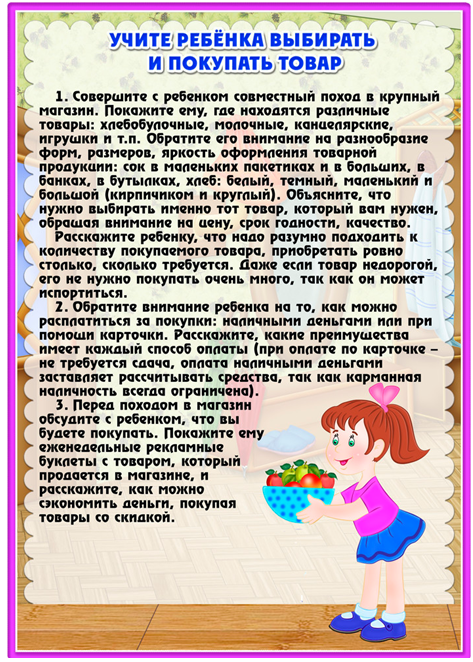 УЧИТЕ РЕБЁНКА ВЫБИРАТЬ
И ПОКУПАТЬ ТОВАР
1. Совершите с ребенком совместный поход в крупный
магазин. Покажите ему, где находятся различные
товары: хлебобулочные, молочные, канцелярские,
игрушки и т.п. Обратите его внимание на разнообразие
форм, размеров, яркость оформления товарной
продукции: сок в маленьких пакетиках и в больших, в
банках, в бутылках, хлеб: белый, темный, маленький и
большой (кирпичиком и круглый). Объясните, что
нужно выбирать именно тот товар, который вам нужен,
обращая внимание на цену, срок годности, качество.
Расскажите ребенку, что надо разумно подходить к
количеству покупаемого товара, приобретать ровно
столько, сколько требуется. Даже если товар недорогой,
его не нужно покупать очень много, так как он может
испортиться.
2. Обратите внимание ребенка на то, как можно
расплатиться за покупки: наличными деньгами или при
помощи карточки. Расскажите, какие преимущества
имеет каждый способ оплаты (при оплате по карточке –
не требуется сдача, оплата наличными деньгами
заставляет рассчитывать средства, так как карманная
наличность всегда ограничена).
3. Перед походом в магазин
обсудите с ребенком, что вы
будете покупать. Покажите ему
еженедельные рекламные
буклеты с товаром, который
продается в магазине, и
расскажите, как можно
сэкономить деньги, покупая
товары со скидкой.